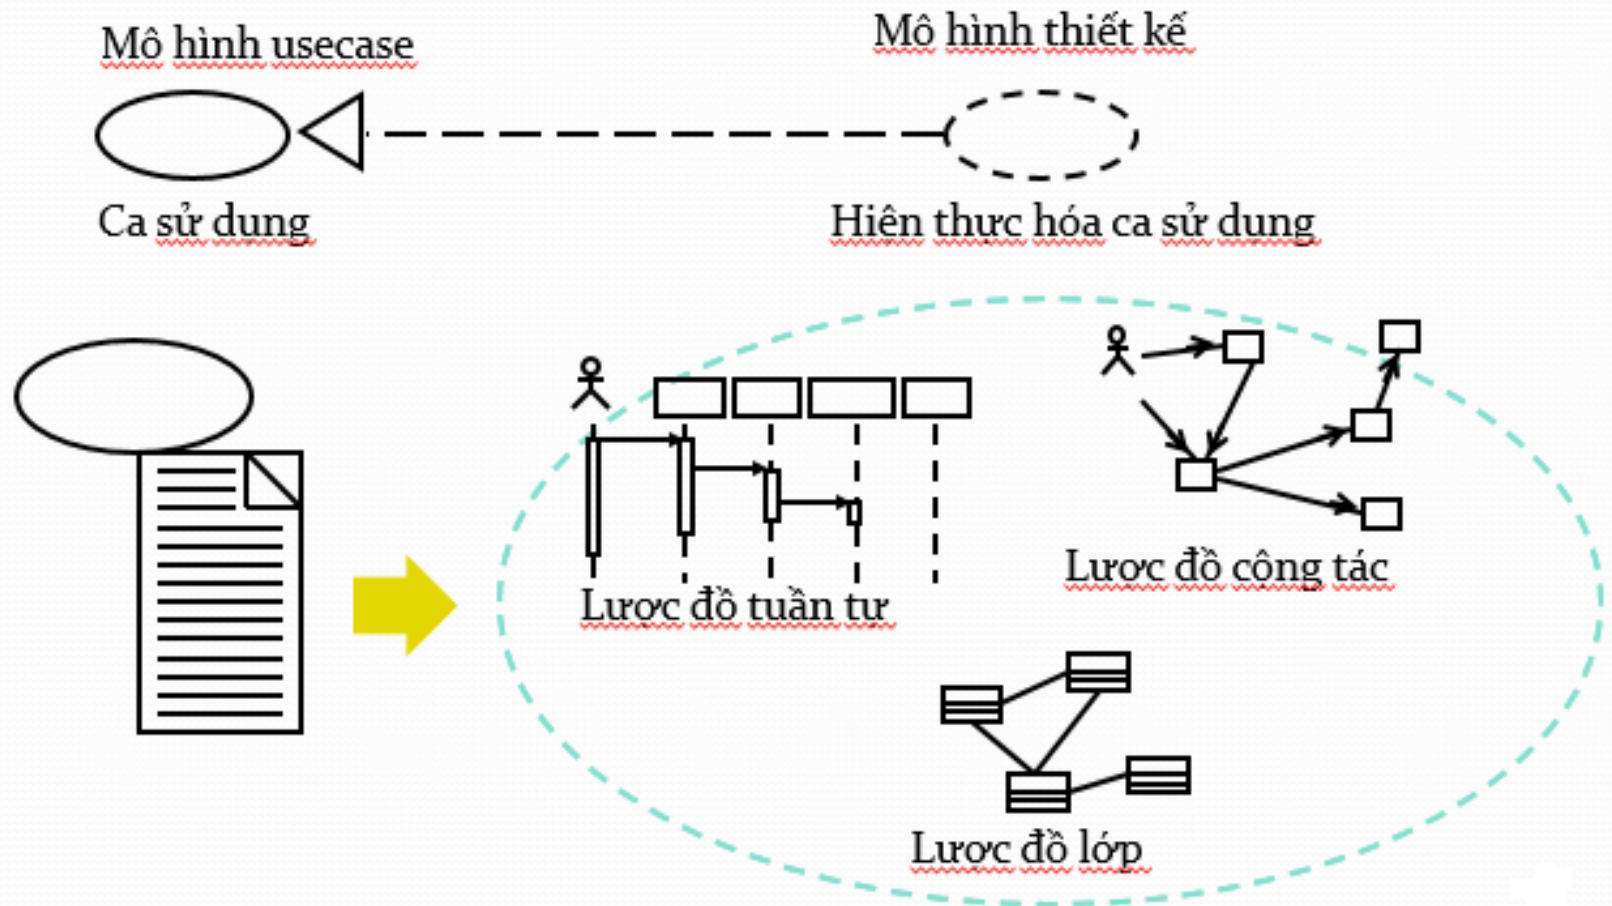 Mô hình usecase
Mô hình thiết kế
Ca sử dụng
Hiện thực hóa ca sử dụng
Lược đồ tuần tự
Lược đồ cộng tác
Lược đồ lớp